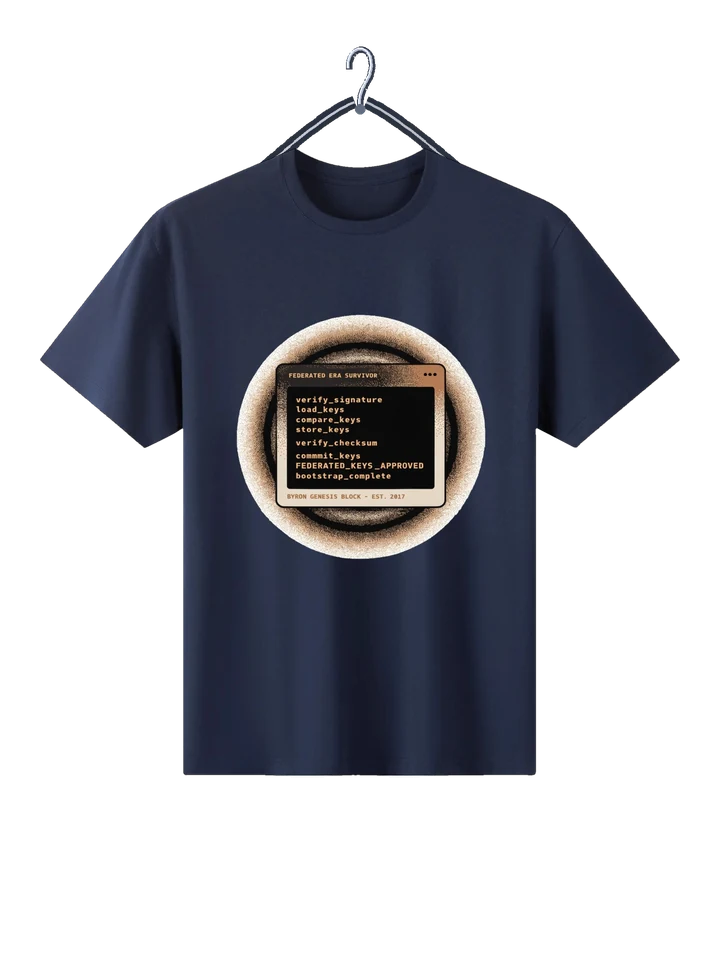 FEDERATED ERA SURVIVOR
verify_signature
load_keys
compare_keys
store_keys
verify_checksum
commmit_keys
FEDERATED_KEYS_APPROVED
bootstrap_complete
BYRON GENESIS BLOCK - EST. 2017